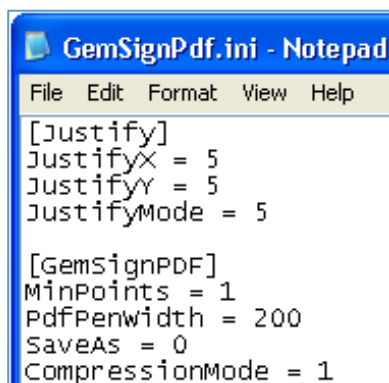 GemSignPdf.ini - Notepad
File Edit Format View Help
[Justify]
JustifyX = 5
JustifyY = 5
JustifyMode = 5
[GemSignPDF]
MinPoints = 1
PdfPenWidth = 200
SaveAs = 0
CompressionMode = 1